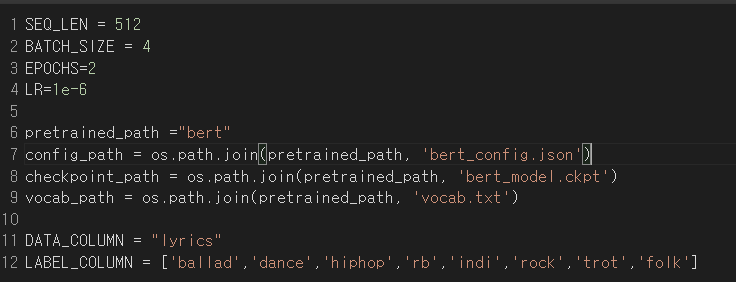 1 SEQ_LEN = 512
2 BATCH_SIZE = 4
3 EPOCHS=2
4 LR=1e-6
5
6 pretrained_path ="bert"
7 config_path = os.path.join(pretrained_path, 'bert_config.json')
8 checkpoint_path = os.path.join(pretrained_path, 'bert_model.ckpt')
9 vocab_path = os.path.join(pretrained_path, 'vocab.txt')
10
11 DATA_COLUMN = "lyrics"
12 LABEL_COLUMN = ['ballad','dance','hiphop','rb','indi','rock','trot','folk']